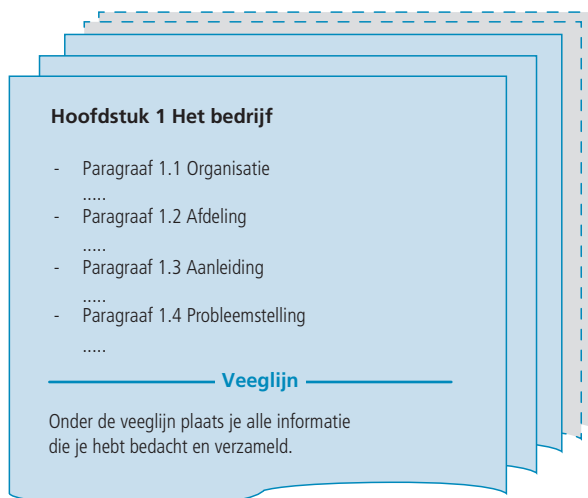 Hoofdstuk 1 Het bedrijf
- Paragraaf 1.1 Organisatie
.....
- Paragraaf 1.2 Afdeling
.....
- Paragraaf 1.3 Aanleiding
.....
- Paragraaf 1.4 Probleemstelling
.....
Veeglijn
Onder de veeglijn plaats je alle informatie
die je hebt bedacht en verzameld.